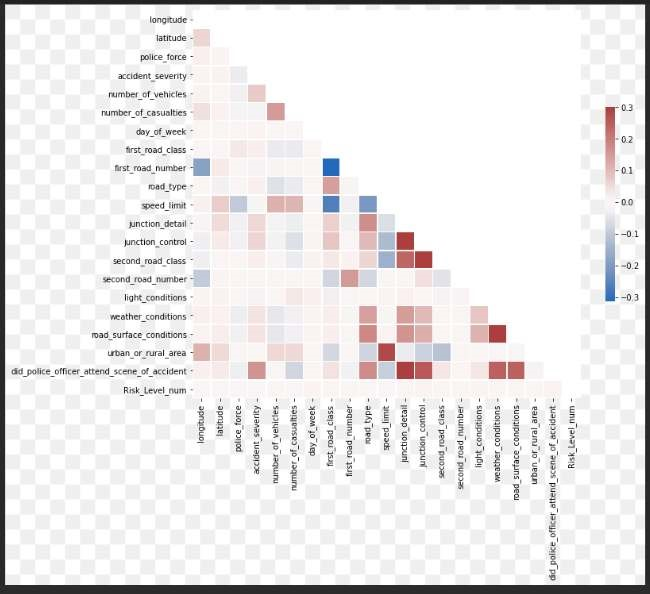 longitude
latitude
police_force
accident_severity
number_of_vehicles
number_of_casualties
day_of_week
first_road_class
first_road_number
road_type
speed_limit
junction_detail
junction_control
second_road_class
second_road_number
light_conditions
weather_conditions
road_surface_conditions
urban_or_rural_area
did_police_officer_attend_scene_of_accident
Risk_Level_num
longitude
latitude
police_force
accident_severity
number_of_vehicles
number_of_casualties
day_of_week
first_road_class
first_road_number
road_type
speed_limit
junction_detail
junction_control
second_road_class
second_road_number
light_conditions
weather_conditions
road_surface_conditions
urban_or_rural_area
did_police_officer_attend_scene_of_accident
Risk_Level_num
0.3
0.2
0.1
0.0
−0.1
−0.2
−0.3